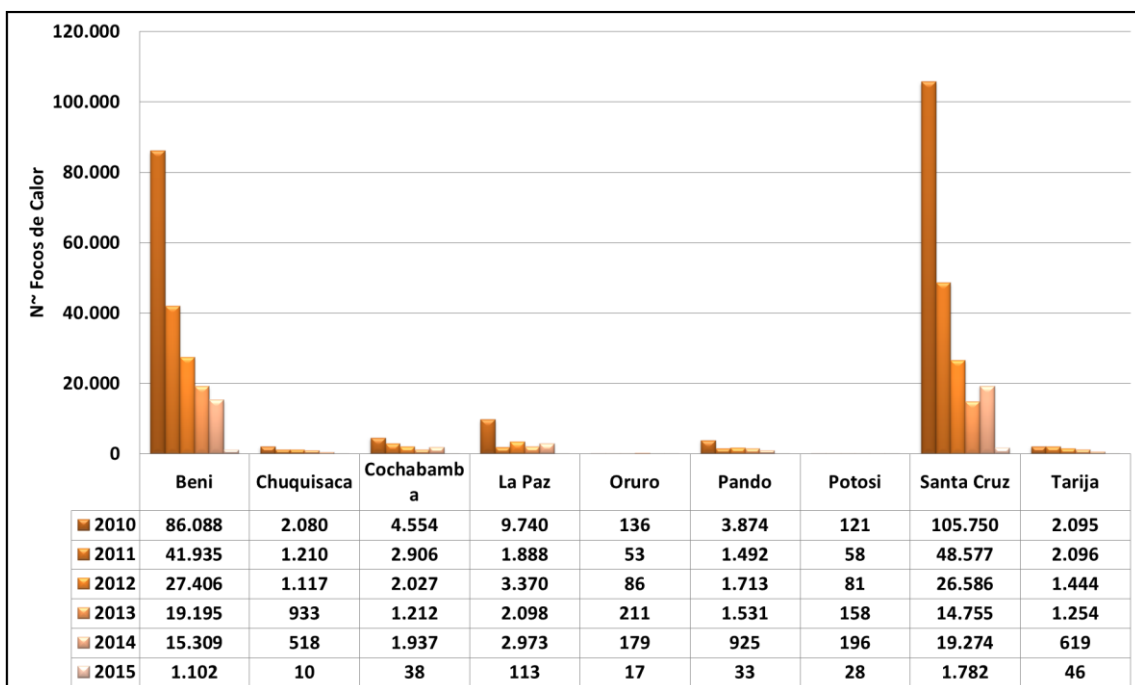 120.000
100.000
80.000
60.000
40.000
20.000
0
N~ Focos de Calor
Beni Chuquisaca Cochabamb
a La Paz Oruro Pando Potosi Santa Cruz Tarija
2010 86.088 2.080 4.554 9.740 136 3.874 121 105.750 2.095
2011 41.935 1.210 2.906 1.888 53 1.492 58 48.577 2.096
2012 27.406 1.117 2.027 3.370 86 1.713 81 26.586 1.444
2013 19.195 933 1.212 2.098 211 1.531 158 14.755 1.254
2014 15.309 518 1.937 2.973 179 925 196 19.274 619
2015 1.102 10 38 113 17 33 28 1.782 46